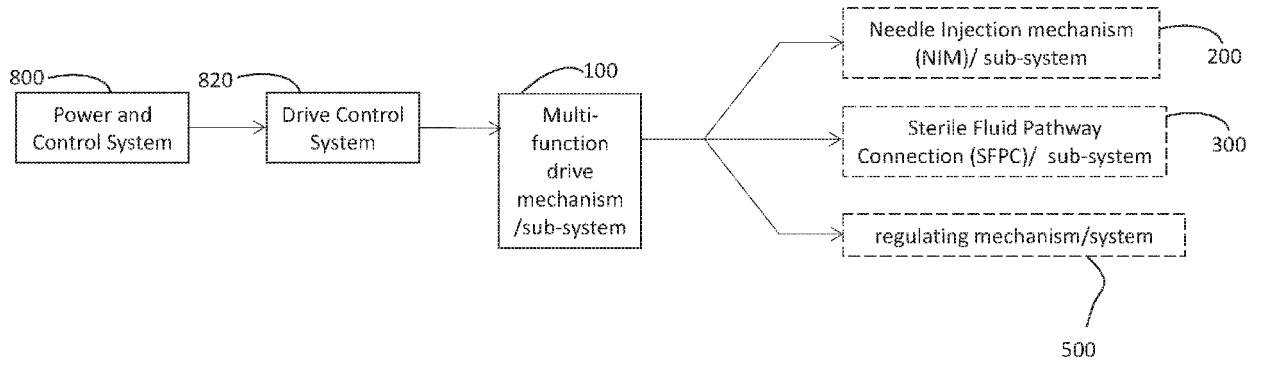 800
Power and
Control System
820
Drive Control
System
100
Multi-
function
drive
mechanism
/sub-system
Needle Injection mechanism
(NIM)/ sub-system
200
Sterile Fluid Pathway
Connection (SFPC)/ sub-system
300
regulating mechanism/system
500